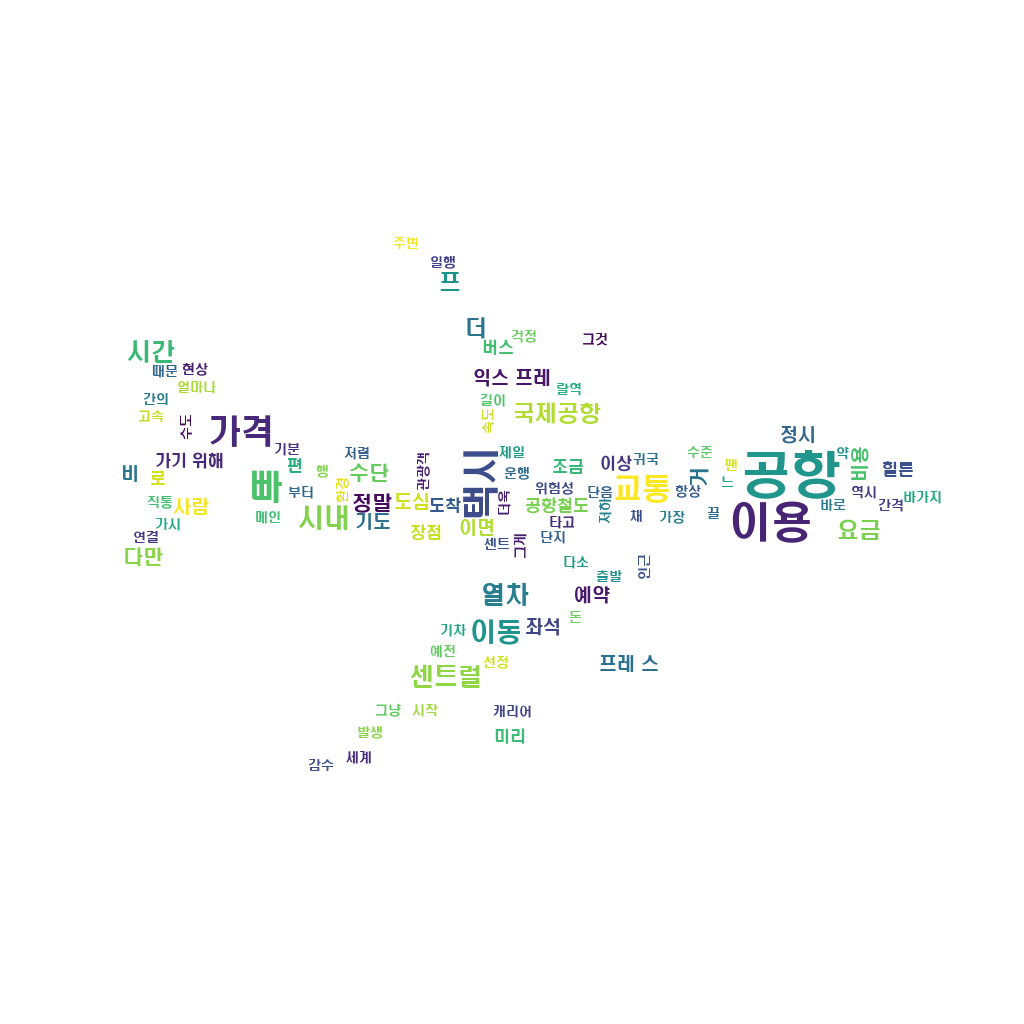 주변
일행
프
더
걱정
버스
그것
시간
때문
현상
익스 프레
얼마나
랄역
간의
길이
고속
수도
가격
국제공항
속도
정시
기분
저렴
제일
수준
약
가기 위해
편
행
수단
관광객
택시
운행
조금
이상
귀국
땐
공항
비용
힐튼
비
로
빠
부터
환경
정말
도심
도착
더욱
위험성
단음
교통
항상
거
느
역시
직통
사람
메인
시내
기도
공항철도
저하
이용
바로
간격
바가지
가시
장점
이면
타고
채
가장
끌
요금
연결
센트
그게
단지
다만
다소
출발
인근
열차
예약
돈
기차
이동
좌석
예전
선정
프레 스
센트럴
그냥
시작
캐리어
발생
미리
세계
감수